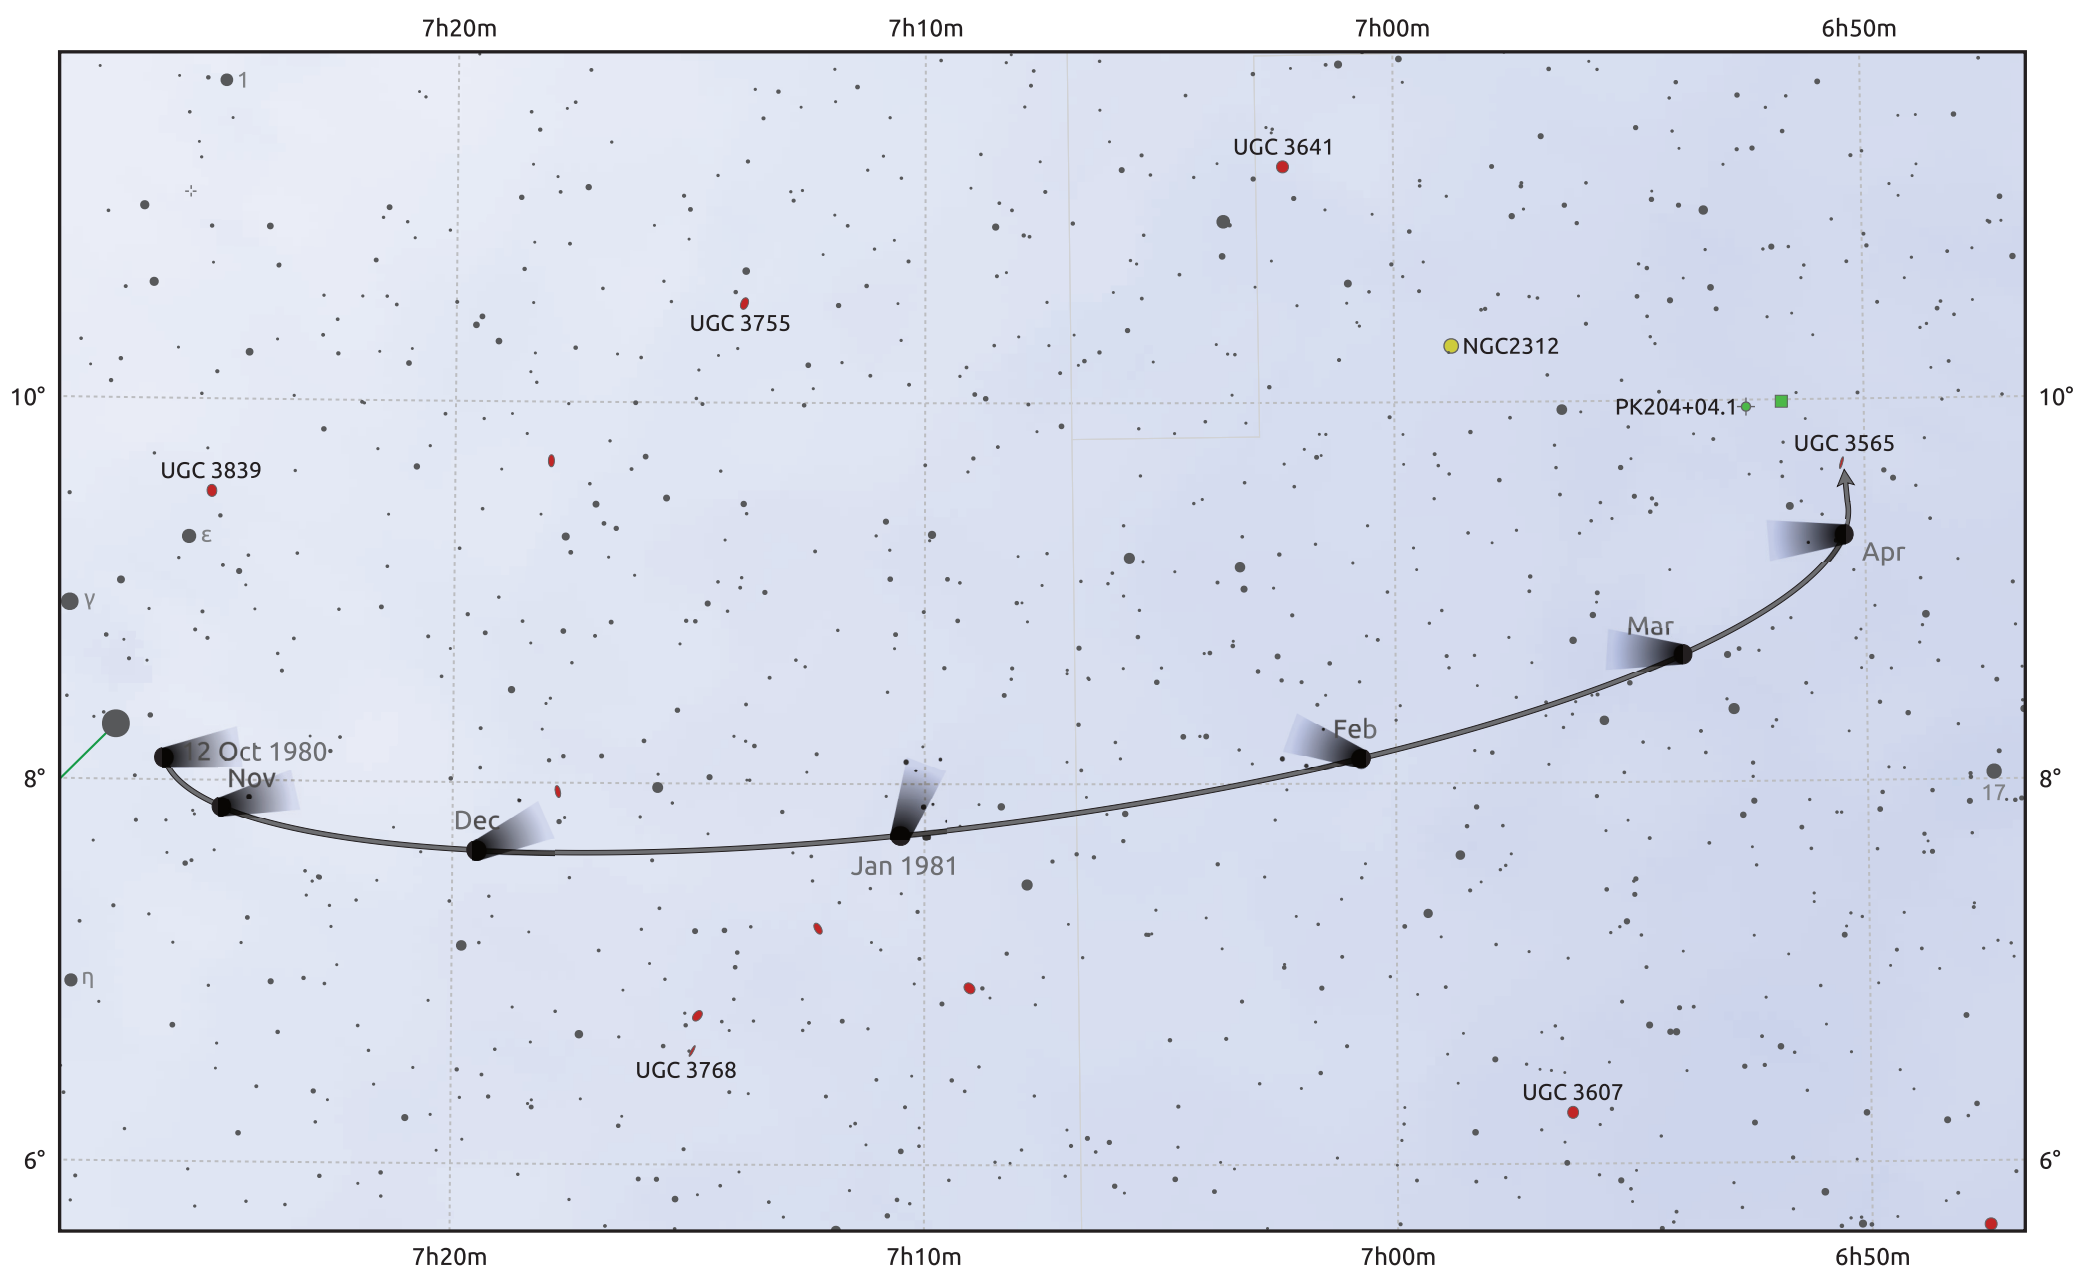 7h20m 7h10m 7h00m 6h50m
1
UGC 3641
UGC 3755
NGC2312
10° 10°
PK204+04.1
UGC 3565
UGC 3839
ε
Apr
γ
Mar
Feb
12 Oct 1980
Nov
8° 8°
17
Dec
Jan 1981
η
UGC 3768
UGC 3607
6° 6°
7h20m 7h10m 7h00m 6h50m